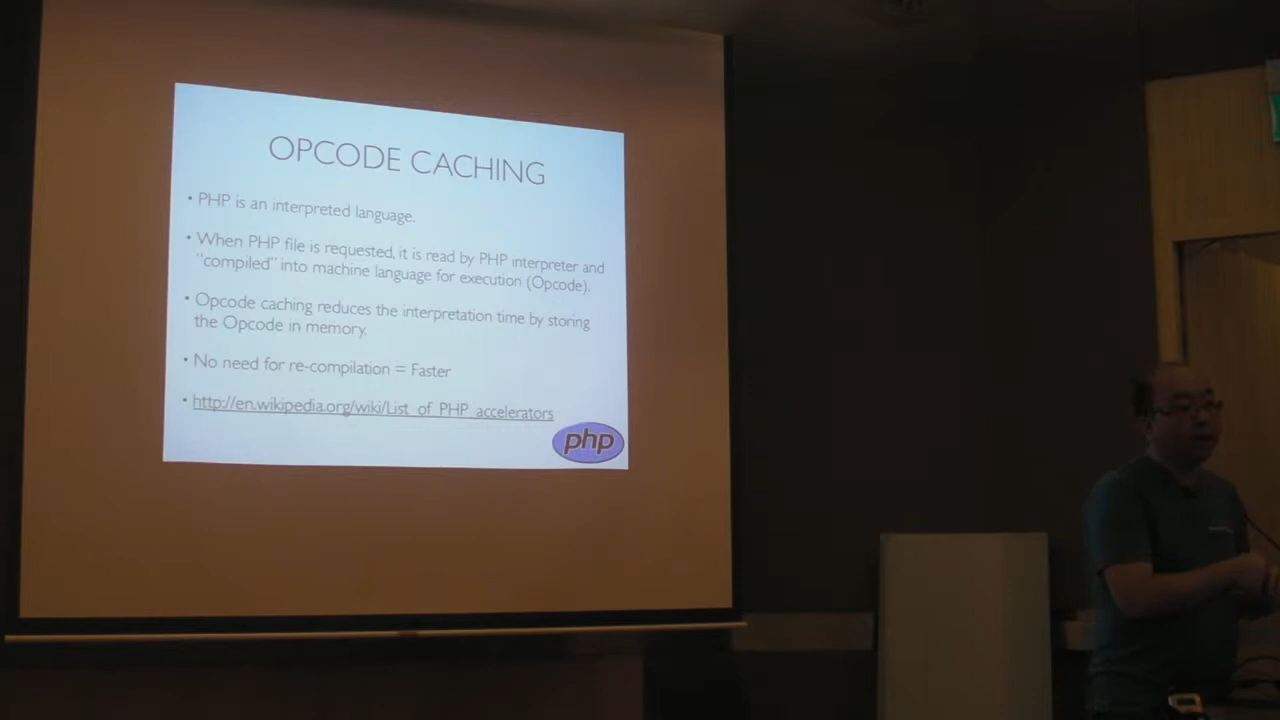 OPCODE CACHING
• PHP is an interpreted language.
• When PHP file is requested, it is read by PHP interpreter and
"compiled" into machine language for execution (Opcode).
• Opcode caching reduces the interpretation time by storing
the Opcode in memory.
• No need for re-compilation = Faster
• http://en.wikipedia.org/wiki/List_of_PHP_accelerators
php